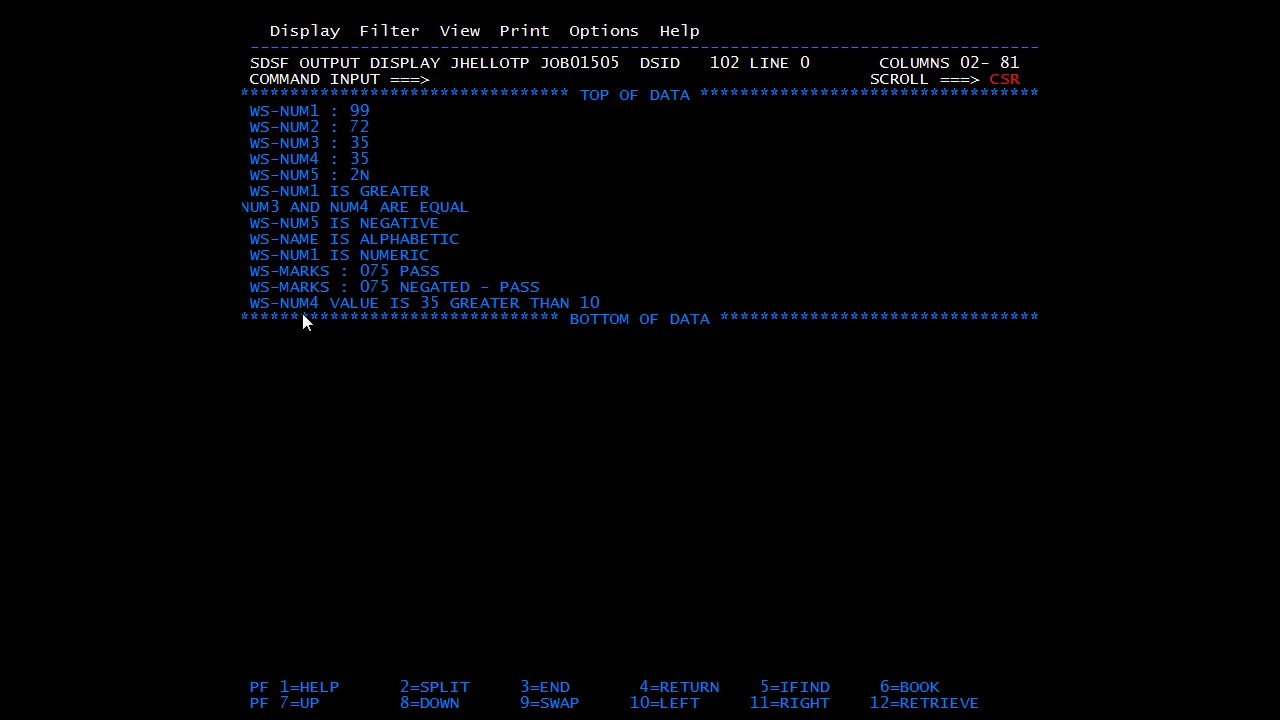 Display Filter View Print Options Help
-------------------------------------------------------------------------------
SDSF OUTPUT DISPLAY JHELLOTP JOB01505 DSID 102 LINE 0 COLUMNS 02- 81
COMMAND INPUT ===> SCROLL ===> CSR
********************************* TOP OF DATA **********************************
WS-NUM1 : 99
WS-NUM2 : 72
WS-NUM3 : 35
WS-NUM4 : 35
WS-NUM5 : 2N
WS-NUM1 IS GREATER
NUM3 AND NUM4 ARE EQUAL
WS-NUM5 IS NEGATIVE
WS-NAME IS ALPHABETIC
WS-NUM1 IS NUMERIC
WS-MARKS : 075 PASS
WS-MARKS : 075 NEGATED - PASS
WS-NUM4 VALUE IS 35 GREATER THAN 10
******************************** BOTTOM OF DATA ********************************
PF 1=HELP 2=SPLIT 3=END 4=RETURN 5=IFIND 6=BOOK
PF 7=UP 8=DOWN 9=SWAP 10=LEFT 11=RIGHT 12=RETRIEVE